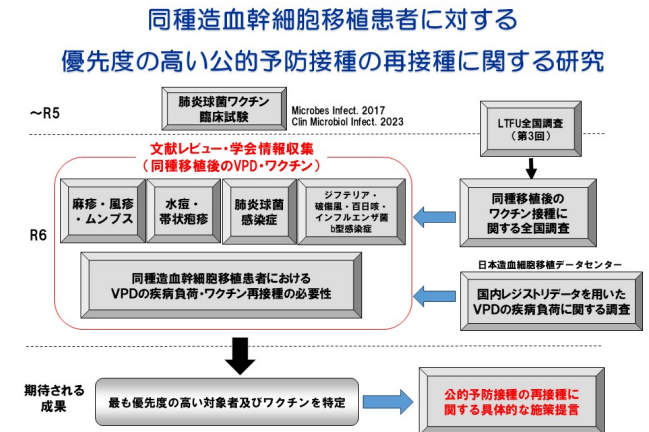 同種造血幹細胞移植患者に対する
優先度の高い公的予防接種の再接種に関する研究
～R5
肺炎球菌ワクチン
臨床試験
Microbes Infect. 2017
Clin Microbiol Infect. 2023
LTFU全国調査
（第3回）
文献レビュー・学会情報収集
（同種移植後のVPD・ワクチン）
R6
麻疹・風疹
・ムンプス
水痘・
帯状疱疹
肺炎球菌
感染症
ジフテリア・
破傷風・百日咳・
インフルエンザ菌
b型感染症
同種移植後の
ワクチン接種に
関する全国調査
同種造血幹細胞移植患者における
VPDの疾病負荷・ワクチン再接種の必要性
日本造血細胞移植データセンター
国内レジストリデータを用いた
VPDの疾病負荷に関する調査
期待される
成果
最も優先度の高い対象者及びワクチンを特定
公的予防接種の再接種に
関する具体的な施策提言